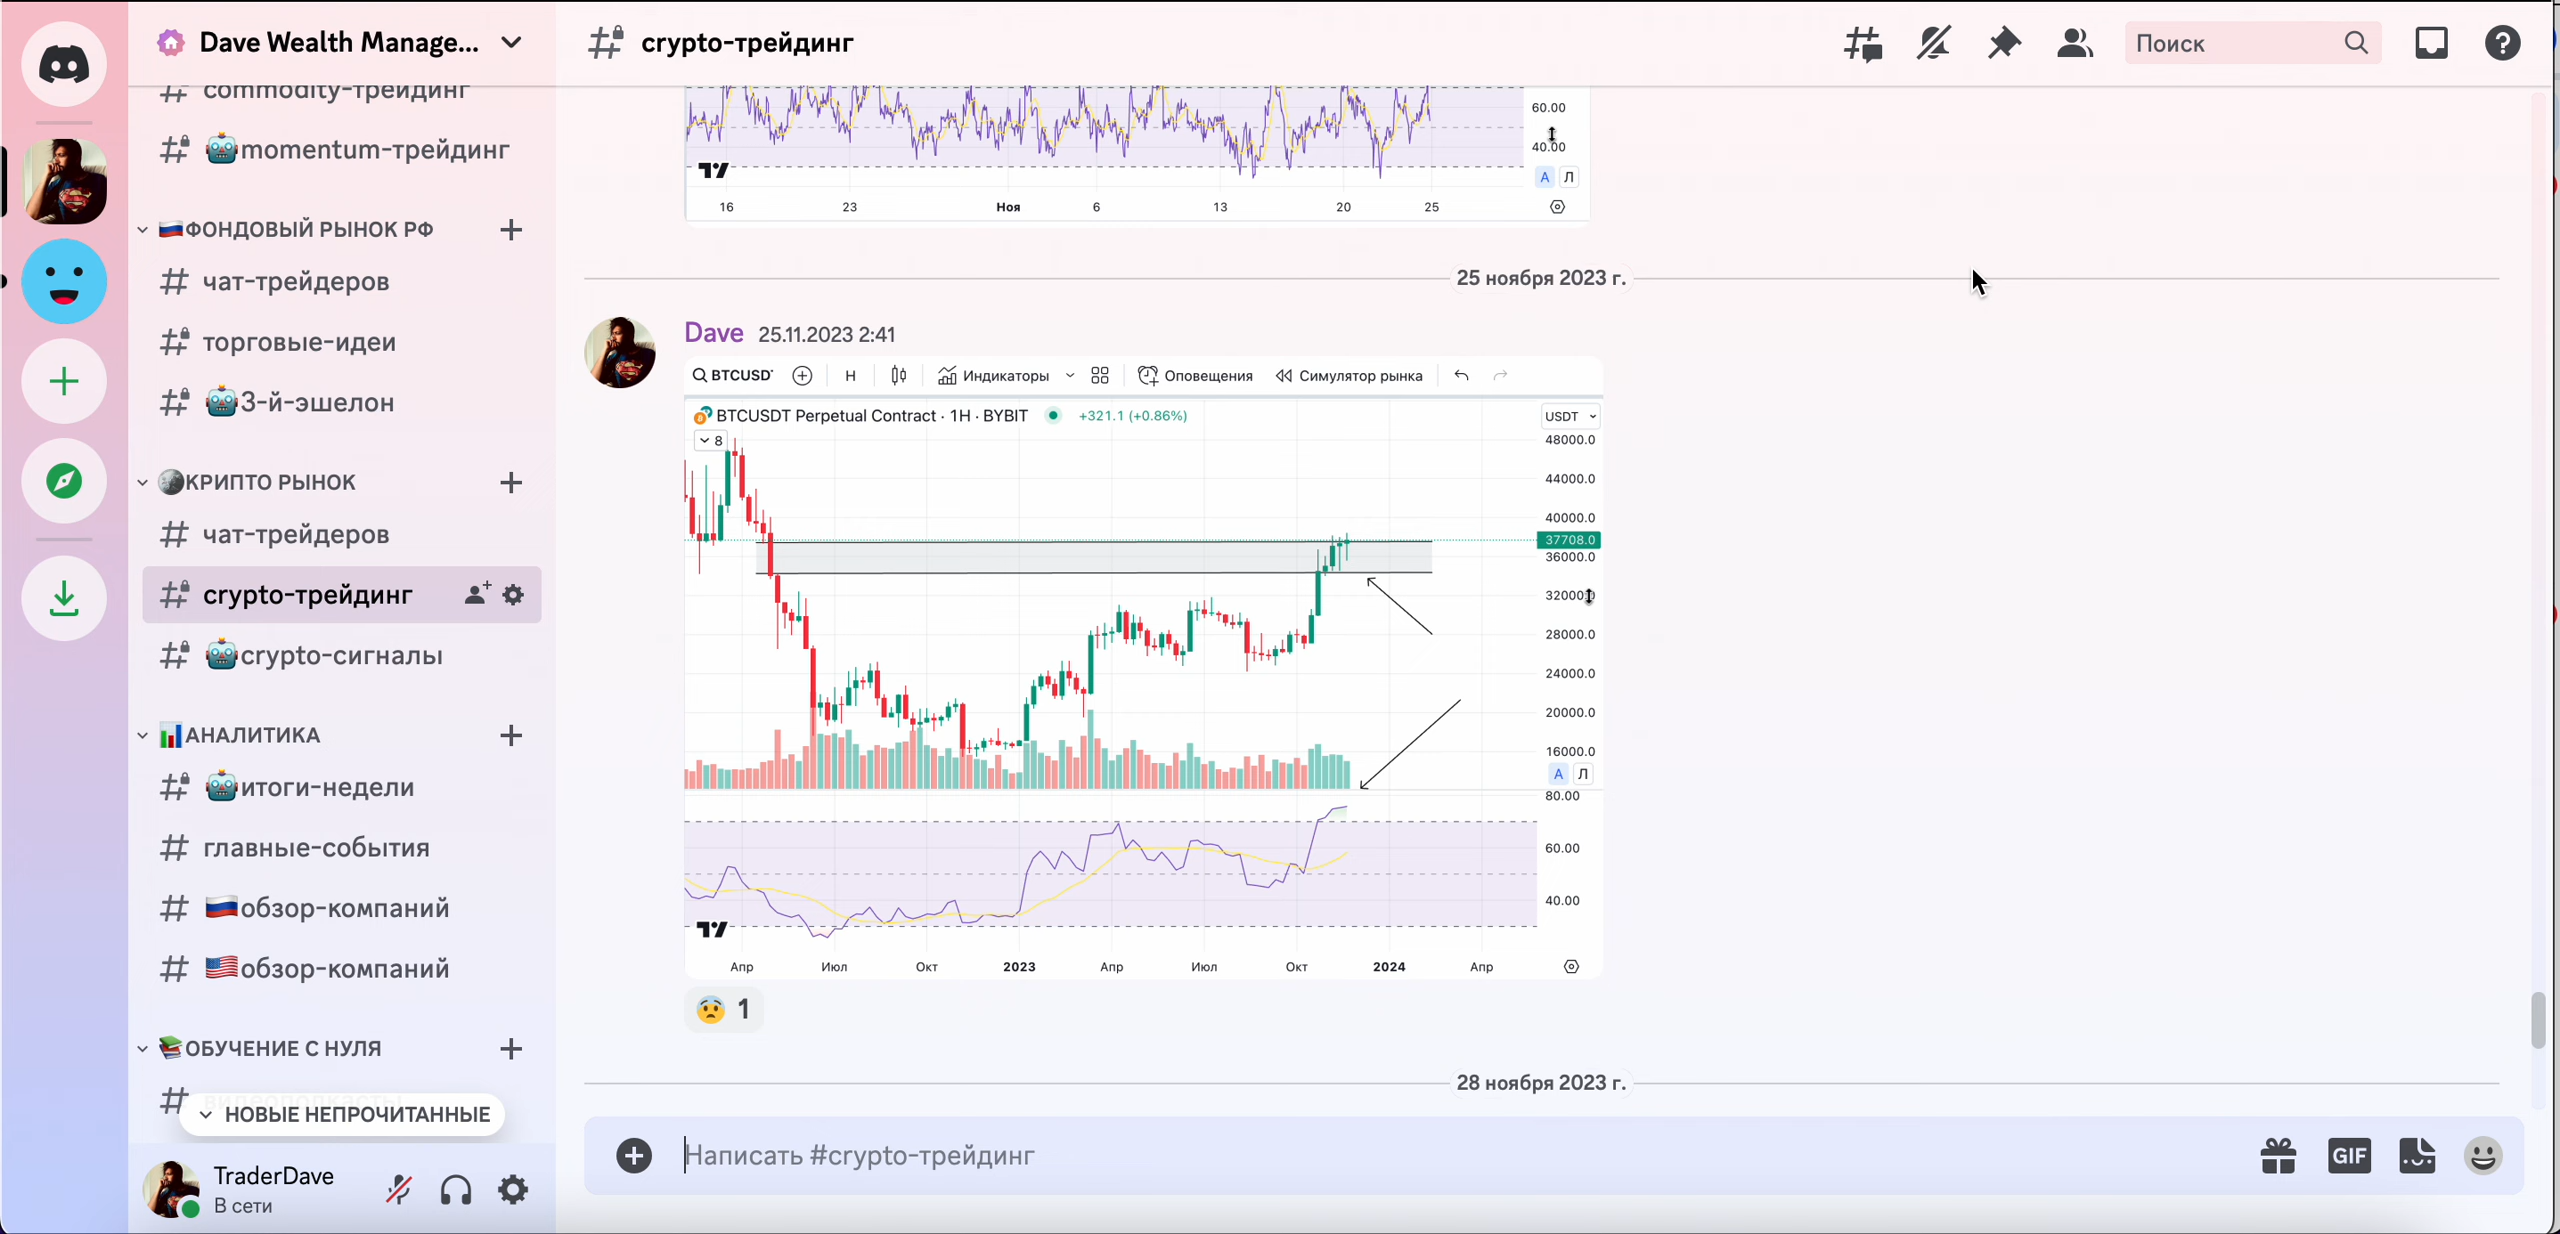 Dave Wealth Manage...
commodity-трейдинг
momentum-трейдинг
ФОНДОВЫЙ РЫНОК РФ
чат-трейдеров
торговые-идеи
3-й-эшелон
КРИПТО РЫНОК
чат-трейдеров
crypto-трейдинг
crypto-сигналы
АНАЛИТИКА
итоги-недели
главные-события
обзор-компаний
обзор-компаний
ОБУЧЕНИЕ С НУЛЯ
НОВЫЕ НЕПРОЧИТАННЫЕ
TraderDave
В сети
crypto-трейдинг
Поиск
60.00
40.00
А Л
16 23 Ноя 6 13 20 25
25 ноября 2023 г.
Dave 25.11.2023 2:41
BTCUSDT Н Индикаторы Оповещения Симулятор рынка
BTCUSDT Perpetual Contract · 1Н · BYBIT +321.1 (+0.86%)
USDT
8
48000.0
44000.0
40000.0
37708.0
36000.0
32000.0
28000.0
24000.0
20000.0
16000.0
А Л
80.00
60.00
40.00
Апр Июл Окт 2023 Апр Июл Окт 2024 Апр
1
28 ноября 2023 г.
Написать #crypto-трейдинг
GIF